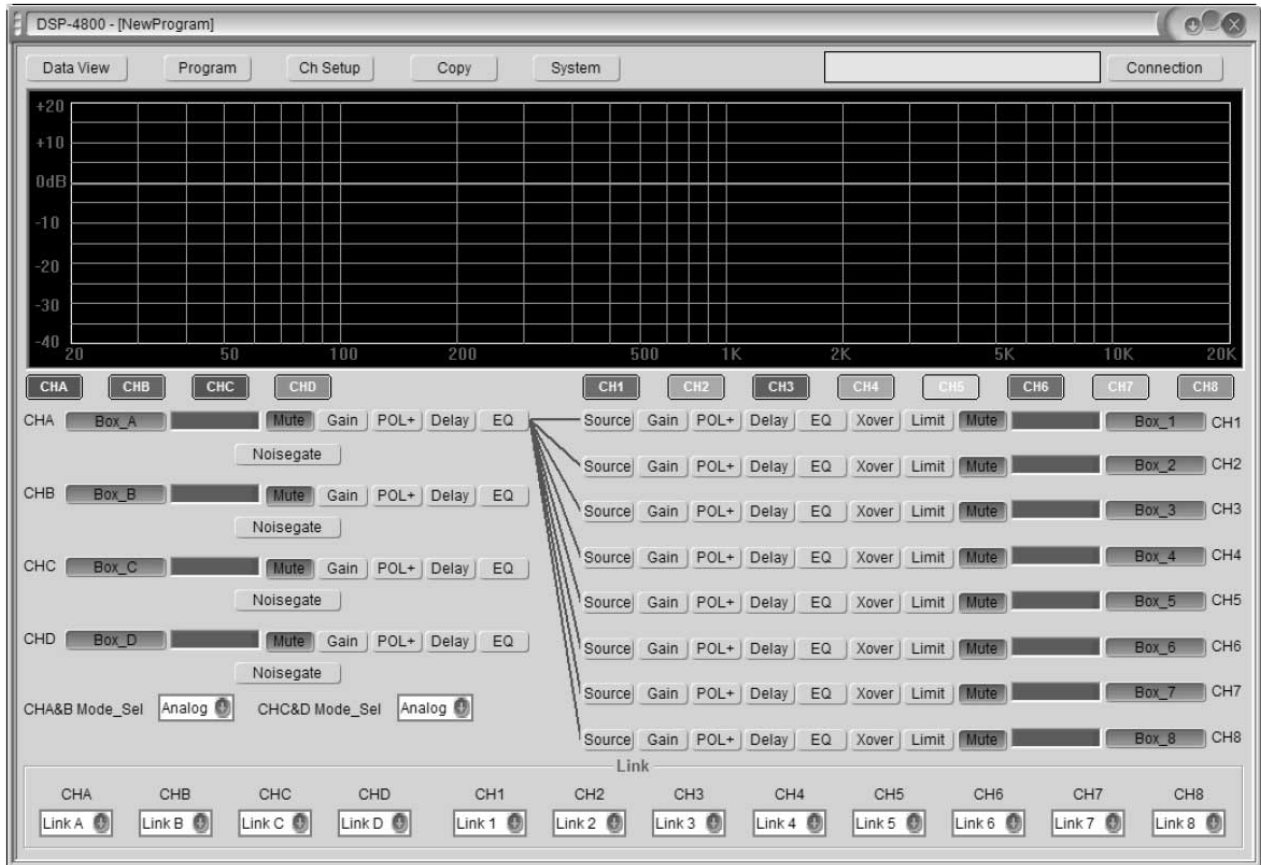 DSP-4800 - [NewProgram]
Data View Program Ch Setup Copy System Connection
+20
+10
0dB
-10
-20
-30
-40
20 50 100 200 500 1K 2K 5K 10K 20K
CHA CHB CHC CHD CH1 CH2 CH3 CH4 CH5 CH6 CH7 CH8
CHA Box_A Mute Gain POL+ Delay EQ Source Gain POL+ Delay EQ Xover Limit Mute Box_1 CH1
Noisegate Source Gain POL+ Delay EQ Xover Limit Mute Box_2 CH2
CHB Box_B Mute Gain POL+ Delay EQ Source Gain POL+ Delay EQ Xover Limit Mute Box_3 CH3
Noisegate
CHC Box_C Mute Gain POL+ Delay EQ Source Gain POL+ Delay EQ Xover Limit Mute Box_4 CH4
Noisegate Source Gain POL+ Delay EQ Xover Limit Mute Box_5 CH5
CHD Box_D Mute Gain POL+ Delay EQ Source Gain POL+ Delay EQ Xover Limit Mute Box_6 CH6
Noisegate
CHA&B Mode_Sel Analog CHC&D Mode_Sel Analog Source Gain POL+ Delay EQ Xover Limit Mute Box_7 CH7
Source Gain POL+ Delay EQ Xover Limit Mute Box_8 CH8
Link
CHA CHB CHC CHD CH1 CH2 CH3 CH4 CH5 CH6 CH7 CH8
Link A Link B Link C Link D Link 1 Link 2 Link 3 Link 4 Link 5 Link 6 Link 7 Link 8